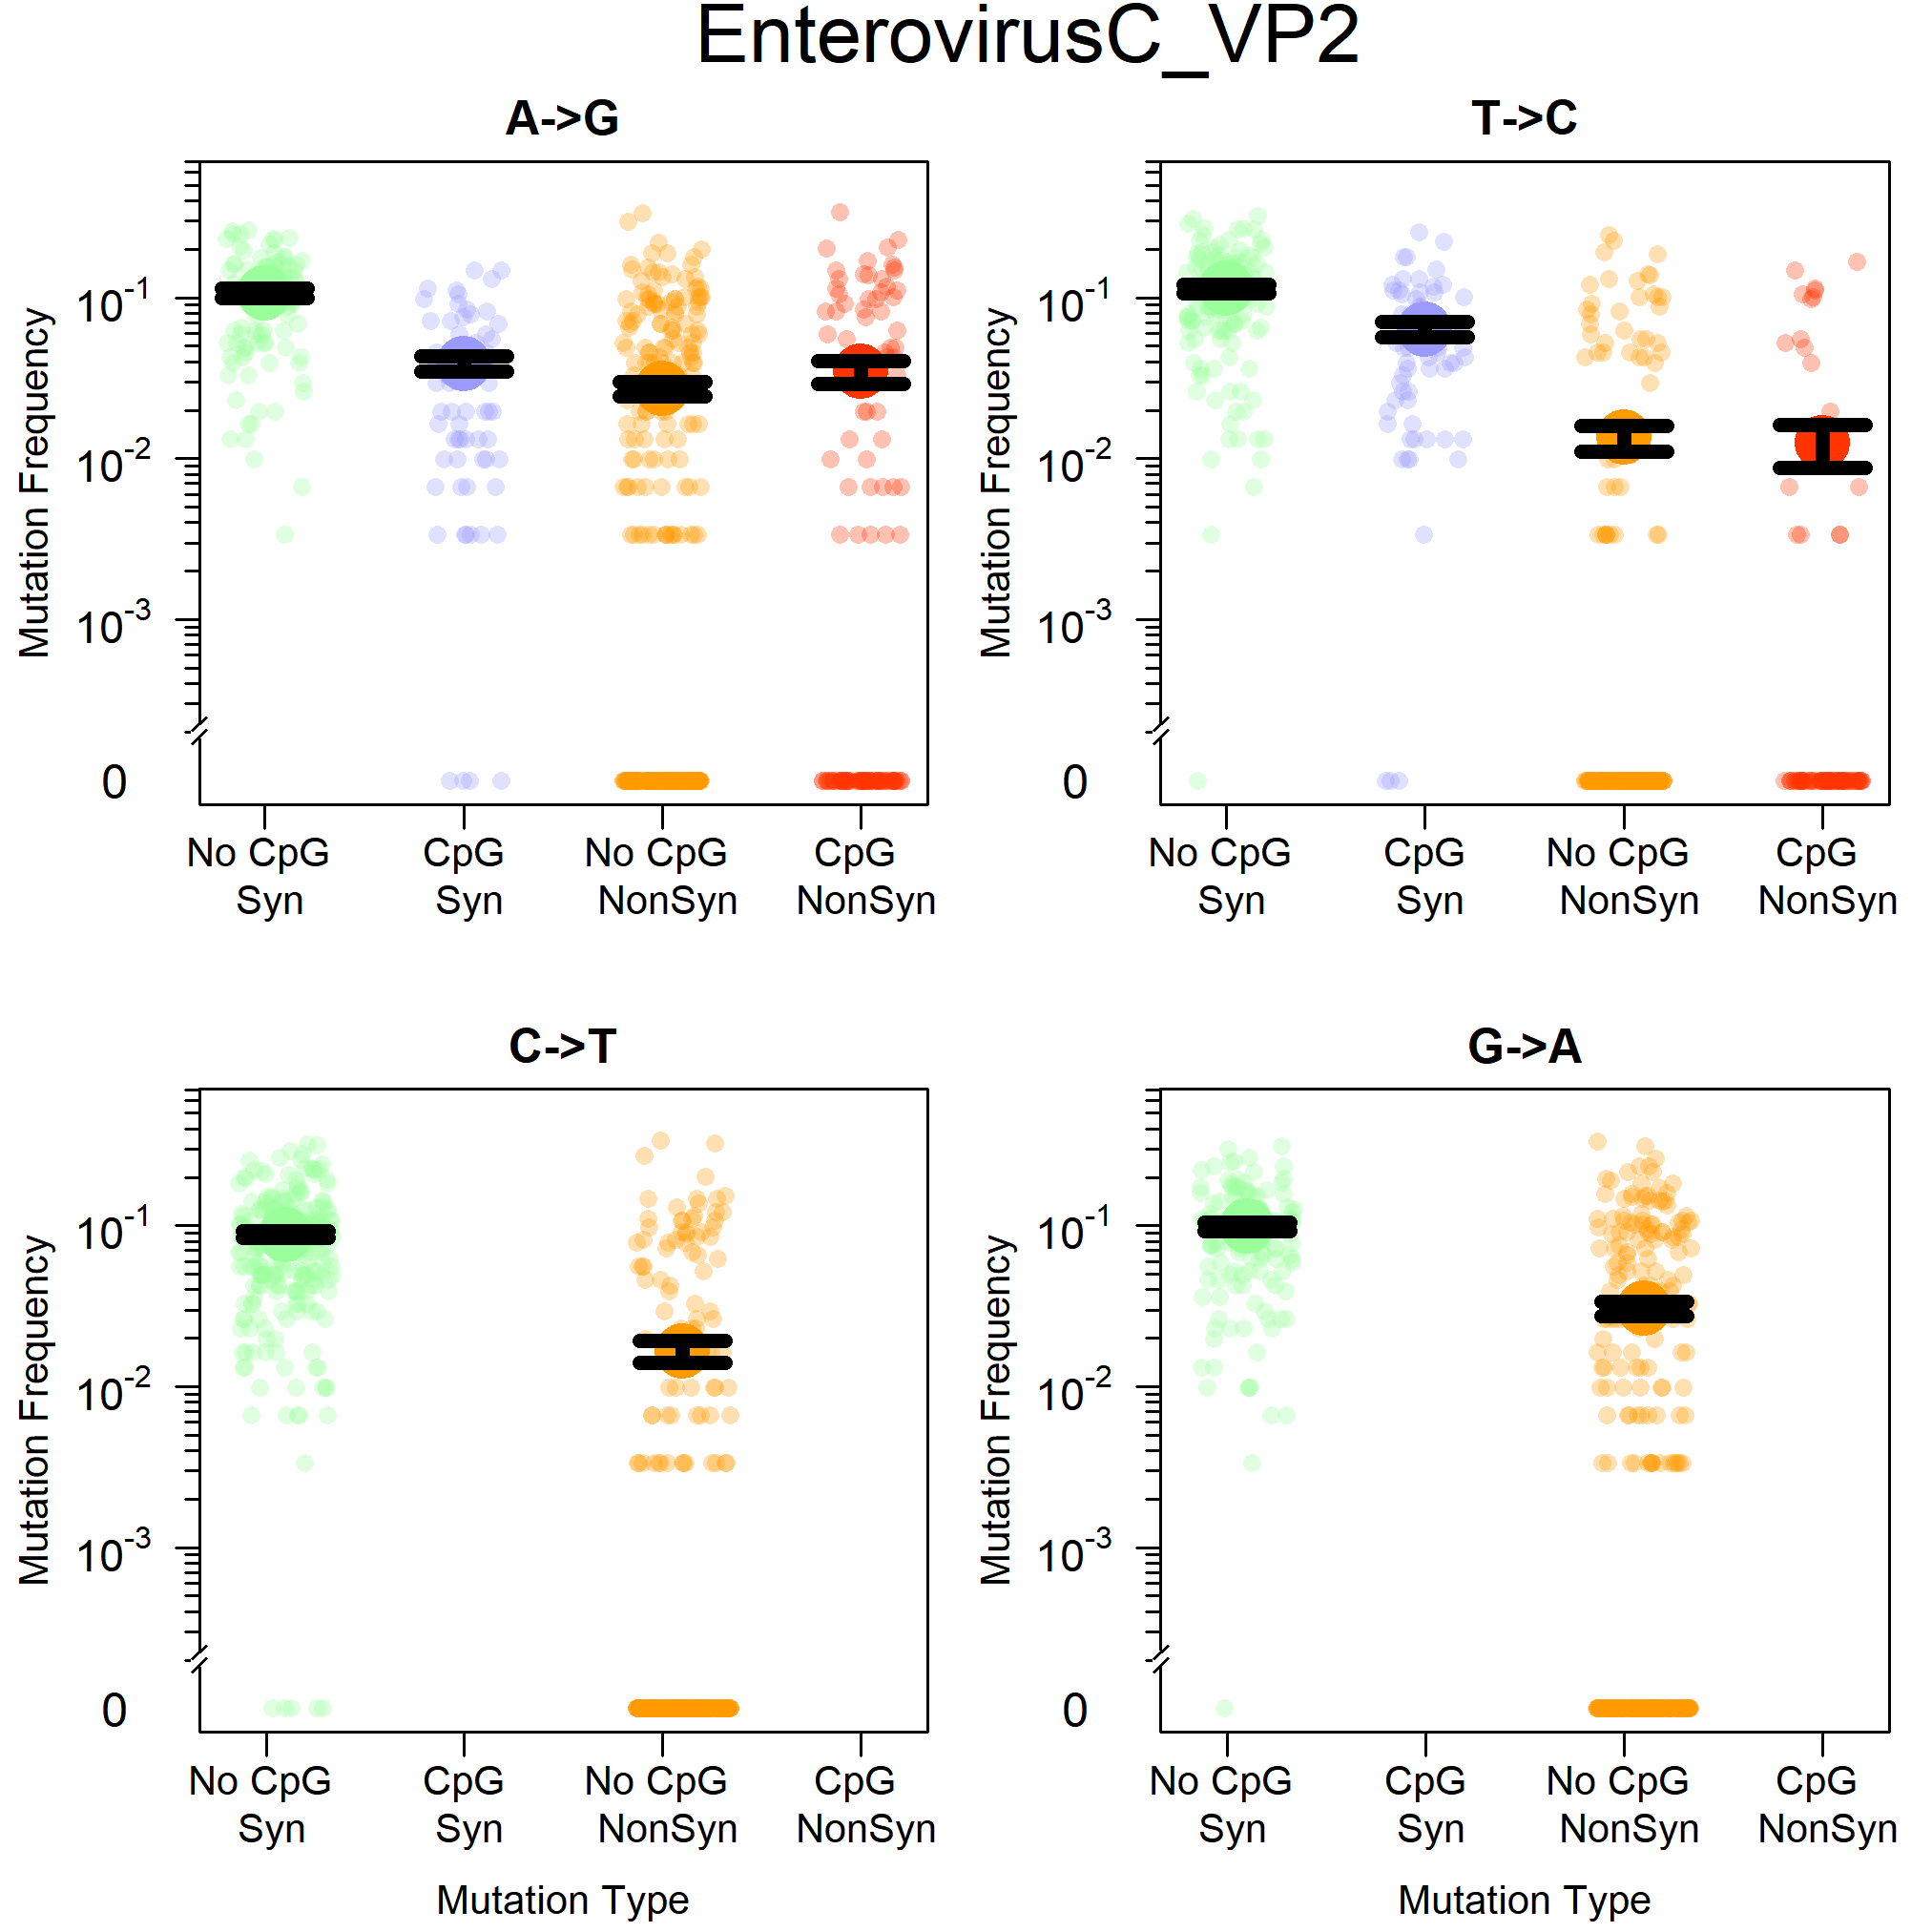 EnterovirusC_VP2
A->G
Mutation Frequency
10-1
10-2
10-3
0
No CpG Syn
CpG Syn
No CpG NonSyn
CpG NonSyn
T->C
Mutation Frequency
10-1
10-2
10-3
0
No CpG Syn
CpG Syn
No CpG NonSyn
CpG NonSyn
C->T
Mutation Frequency
10-1
10-2
10-3
0
No CpG Syn
CpG Syn
No CpG NonSyn
CpG NonSyn
Mutation Type
G->A
Mutation Frequency
10-1
10-2
10-3
0
No CpG Syn
CpG Syn
No CpG NonSyn
CpG NonSyn
Mutation Type